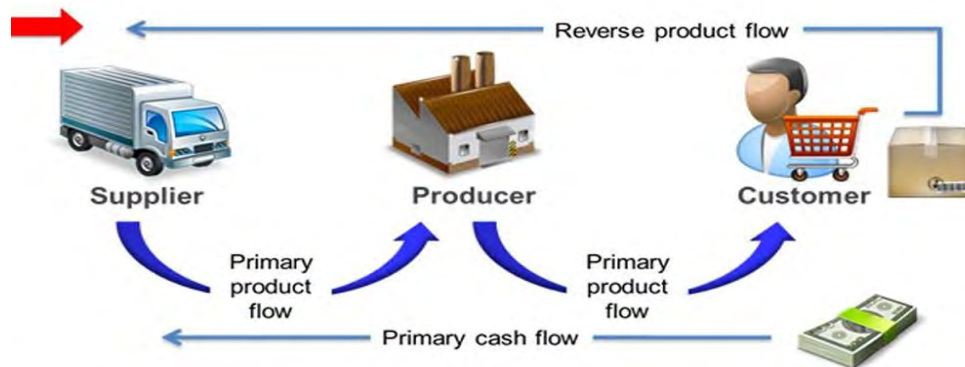 Reverse product flow
Supplier
Producer
Customer
Primary
product
flow
Primary
product
flow
Primary cash flow